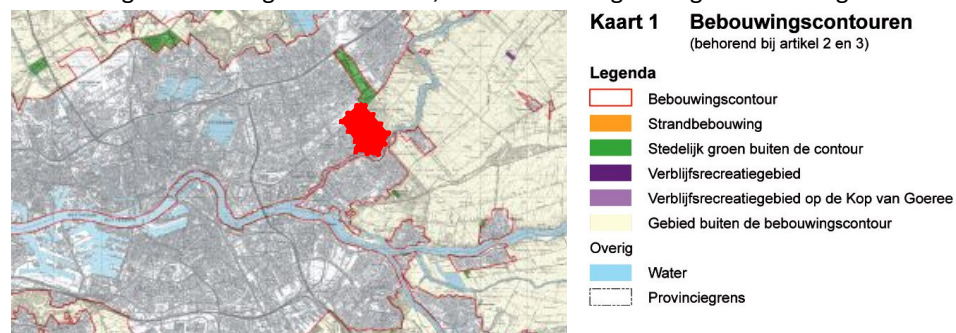 Kaart 1 Bebouwingscontouren
(behorend bij artikel 2 en 3)
Legenda
Bebouwingscontour
Strandbebouwing
Stedelijk groen buiten de contour
Verblijfsrecreatiegebied
Verblijfsrecreatiegebied op de Kop van Goeree
Gebied buiten de bebouwingscontour
Overig
Water
Provinciegrens